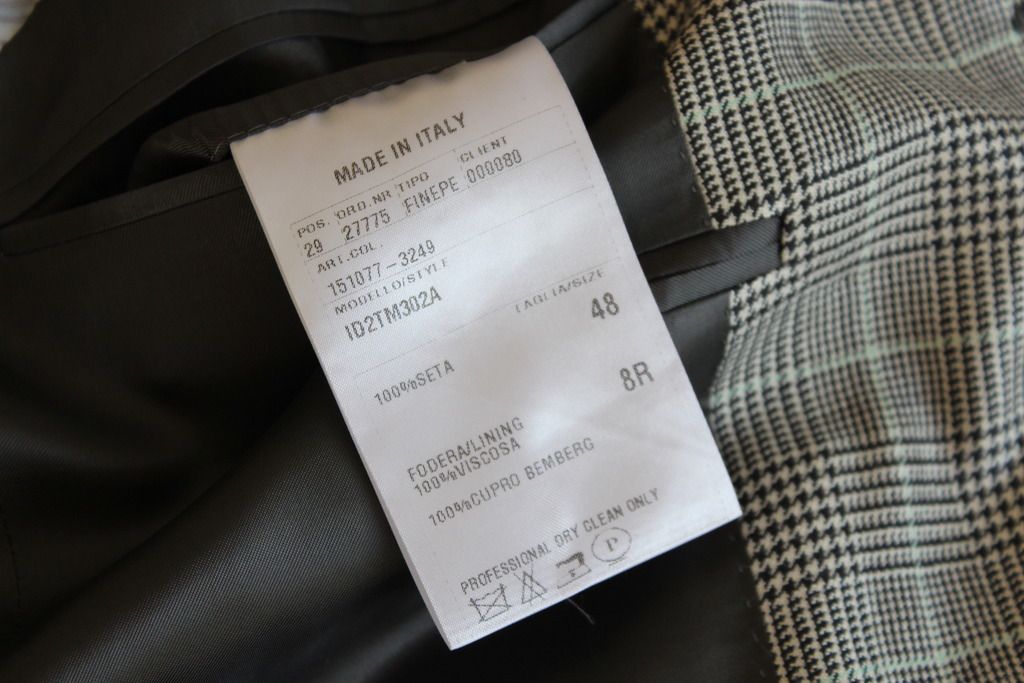 MADE IN ITALY
POS. ORD.NR TIPO CLIENT
29 27775 FINEPE 000080
ART.COL.
151077-3249
MODELLO/STYLE TAGLIA/SIZE
ID2TM302A 48
100%SETA 8R
FODERA/LINING
100%VISCOSA
100%CUPRO BEMBERG
PROFESSIONAL DRY CLEAN ONLY
P